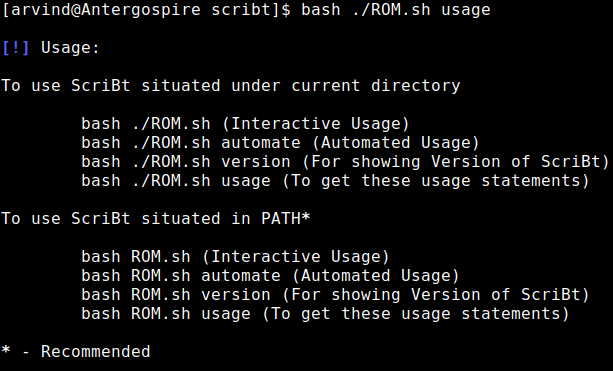 [arvind@Antergospire scribt]$ bash ./ROM.sh usage
[!] Usage:
To use ScriBt situated under current directory
bash ./ROM.sh (Interactive Usage)
bash ./ROM.sh automate (Automated Usage)
bash ./ROM.sh version (For showing Version of ScriBt)
bash ./ROM.sh usage (To get these usage statements)
To use ScriBt situated in PATH*
bash ROM.sh (Interactive Usage)
bash ROM.sh automate (Automated Usage)
bash ROM.sh version (For showing Version of ScriBt)
bash ROM.sh usage (To get these usage statements)
* - Recommended